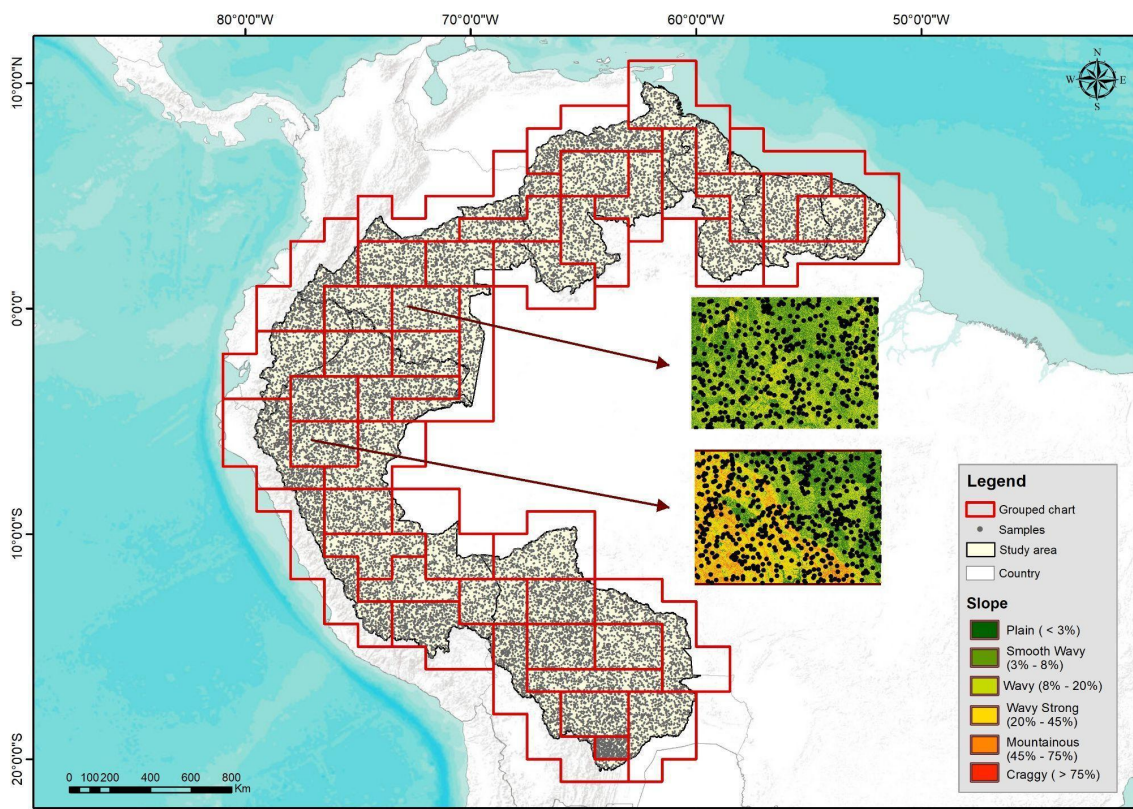 80°0'0"W 70°0'0"W 60°0'0"W 50°0'0"W
N
W E
S
10°0'0"N
0°0'0"
10°0'0"S
20°0'0"S
Legend
Grouped chart
Samples
Study area
Country
Slope
Plain ( < 3%)
Smooth Wavy
(3% - 8%)
Wavy (8% - 20%)
Wavy Strong
(20% - 45%)
Mountainous
(45% - 75%)
Craggy ( > 75%)
0 100 200 400 600 800
Km